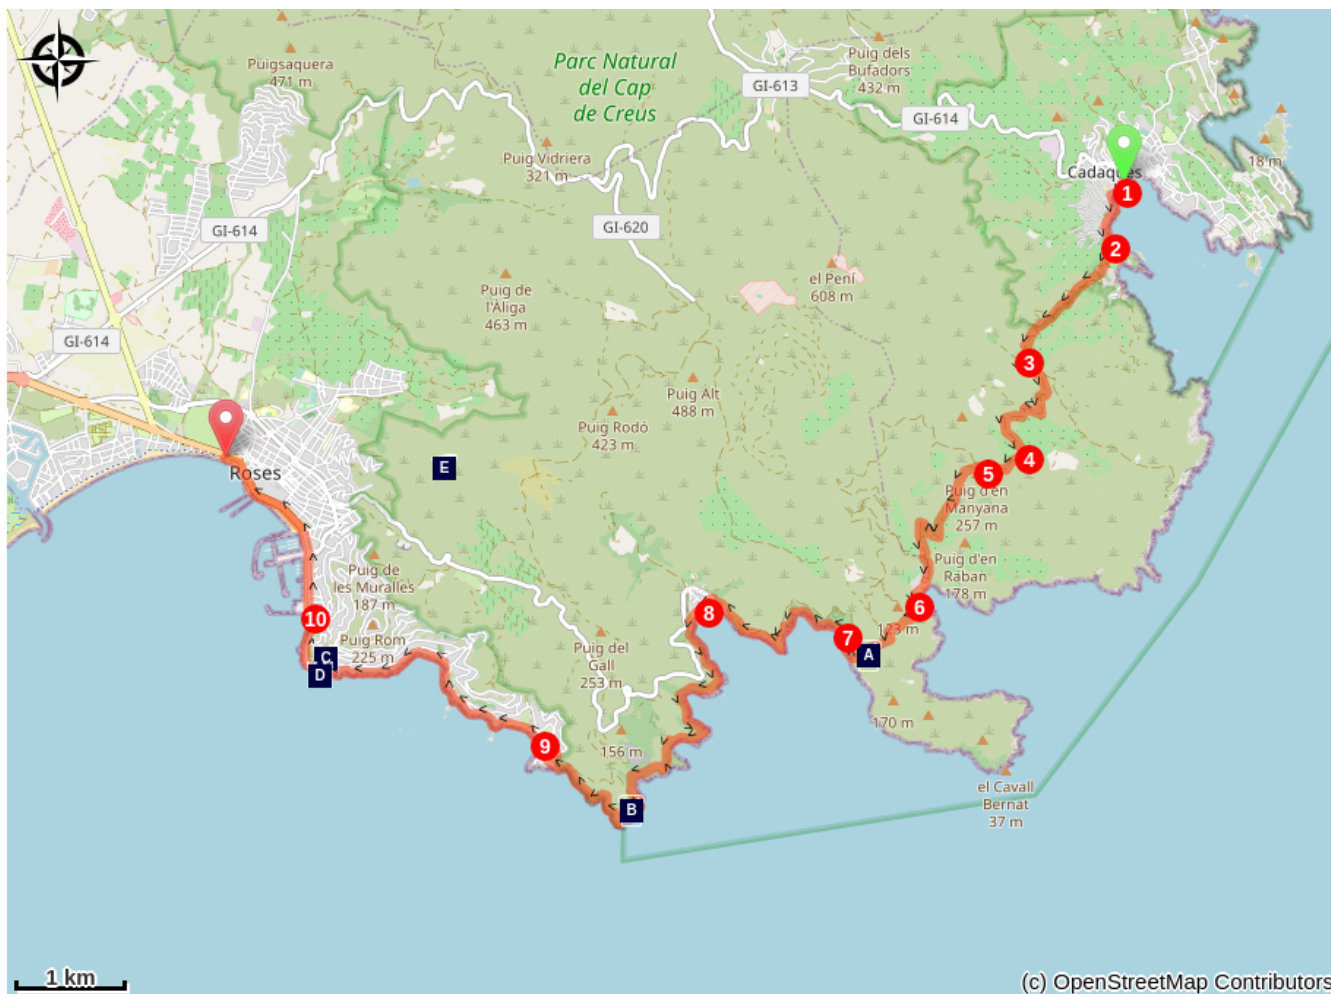 Puigsaquera
471 m
Parc Natural
del Cap
de Creus
Puig dels
Bufadors
432 m
GI-613
GI-614
Puig Vidriera
321 m
18 m
Cadaqués
1
GI-614
GI-620
2
Puig de
l'Àliga
463 m
el Pení
608 m
GI-614
3
Puig Alt
488 m
Puig Rodó
423 m
Roses
E
4
5
Puig d'en
Manyana
257 m
Puig d'en
Raban
178 m
Puig de
les Muralles
187 m
6
8
10
123 m
7
A
Puig Rom
225 m
C
D
Puig del
Gall
253 m
170 m
9
156 m
B
el Cavall
Bernat
37 m
1 km
(c) OpenStreetMap Contributors